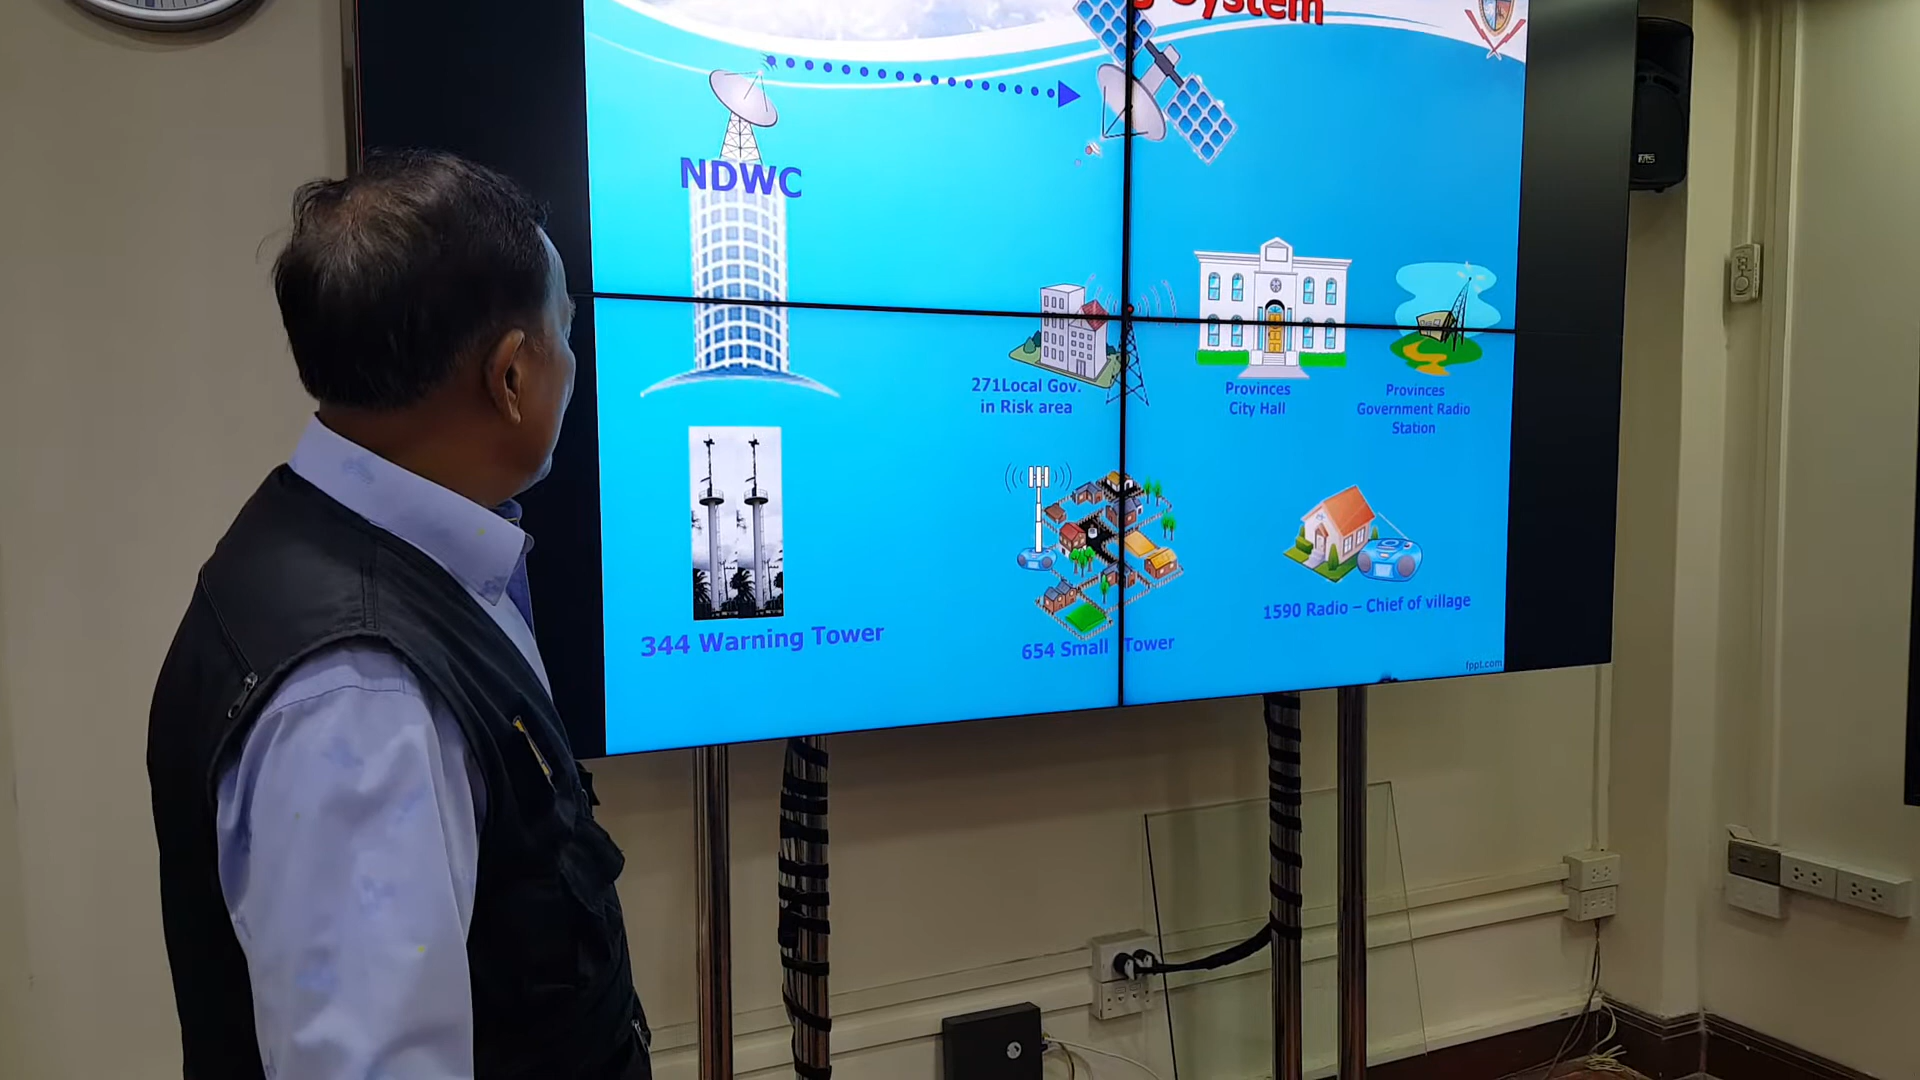 System
NDWC
271Local Gov.
in Risk area
Provinces
City Hall
Provinces
Government Radio
Station
344 Warning Tower
654 Small Tower
1590 Radio – Chief of village
fppt.com